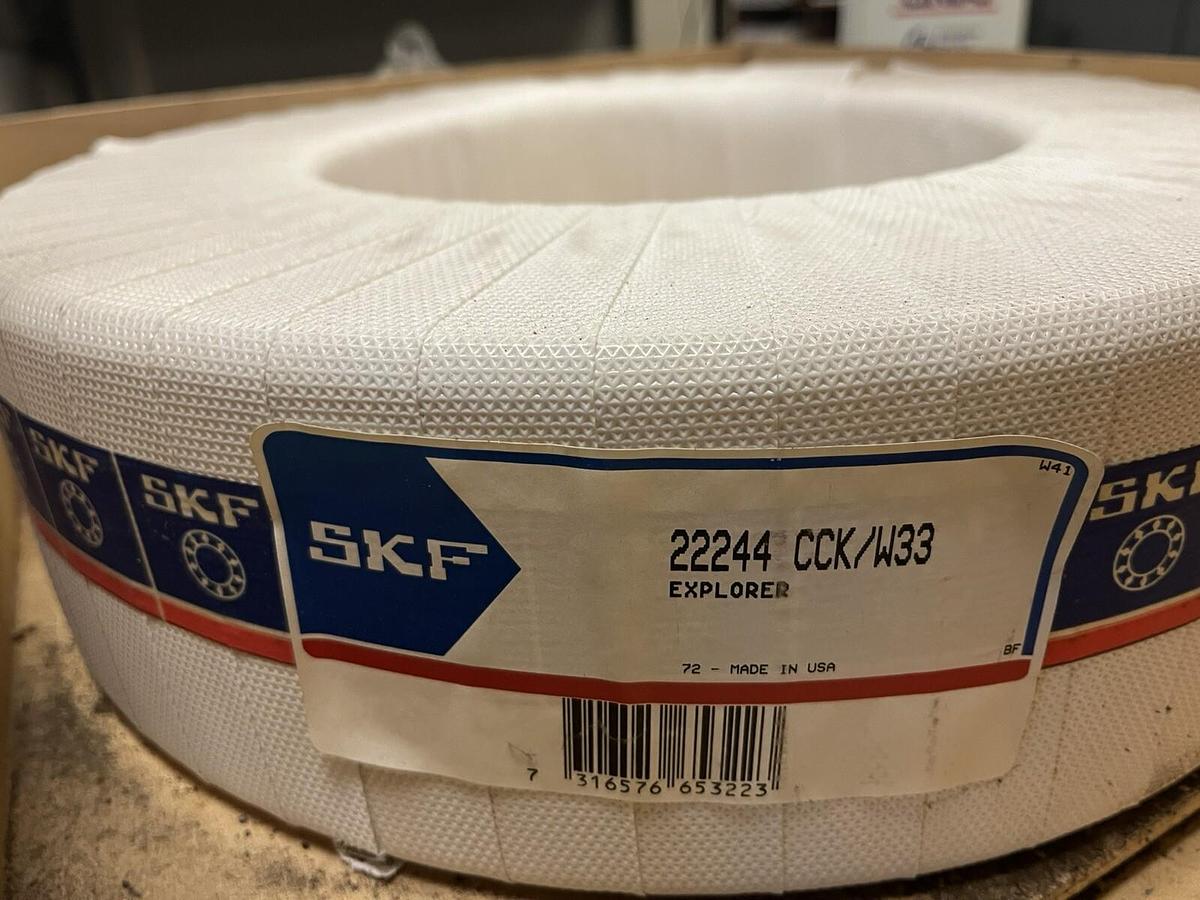 SKF
SKF
SKF
W41
22244 CCK/W33
EXPLORER
BF
72 - MADE IN USA
7 316576 653223
SKF